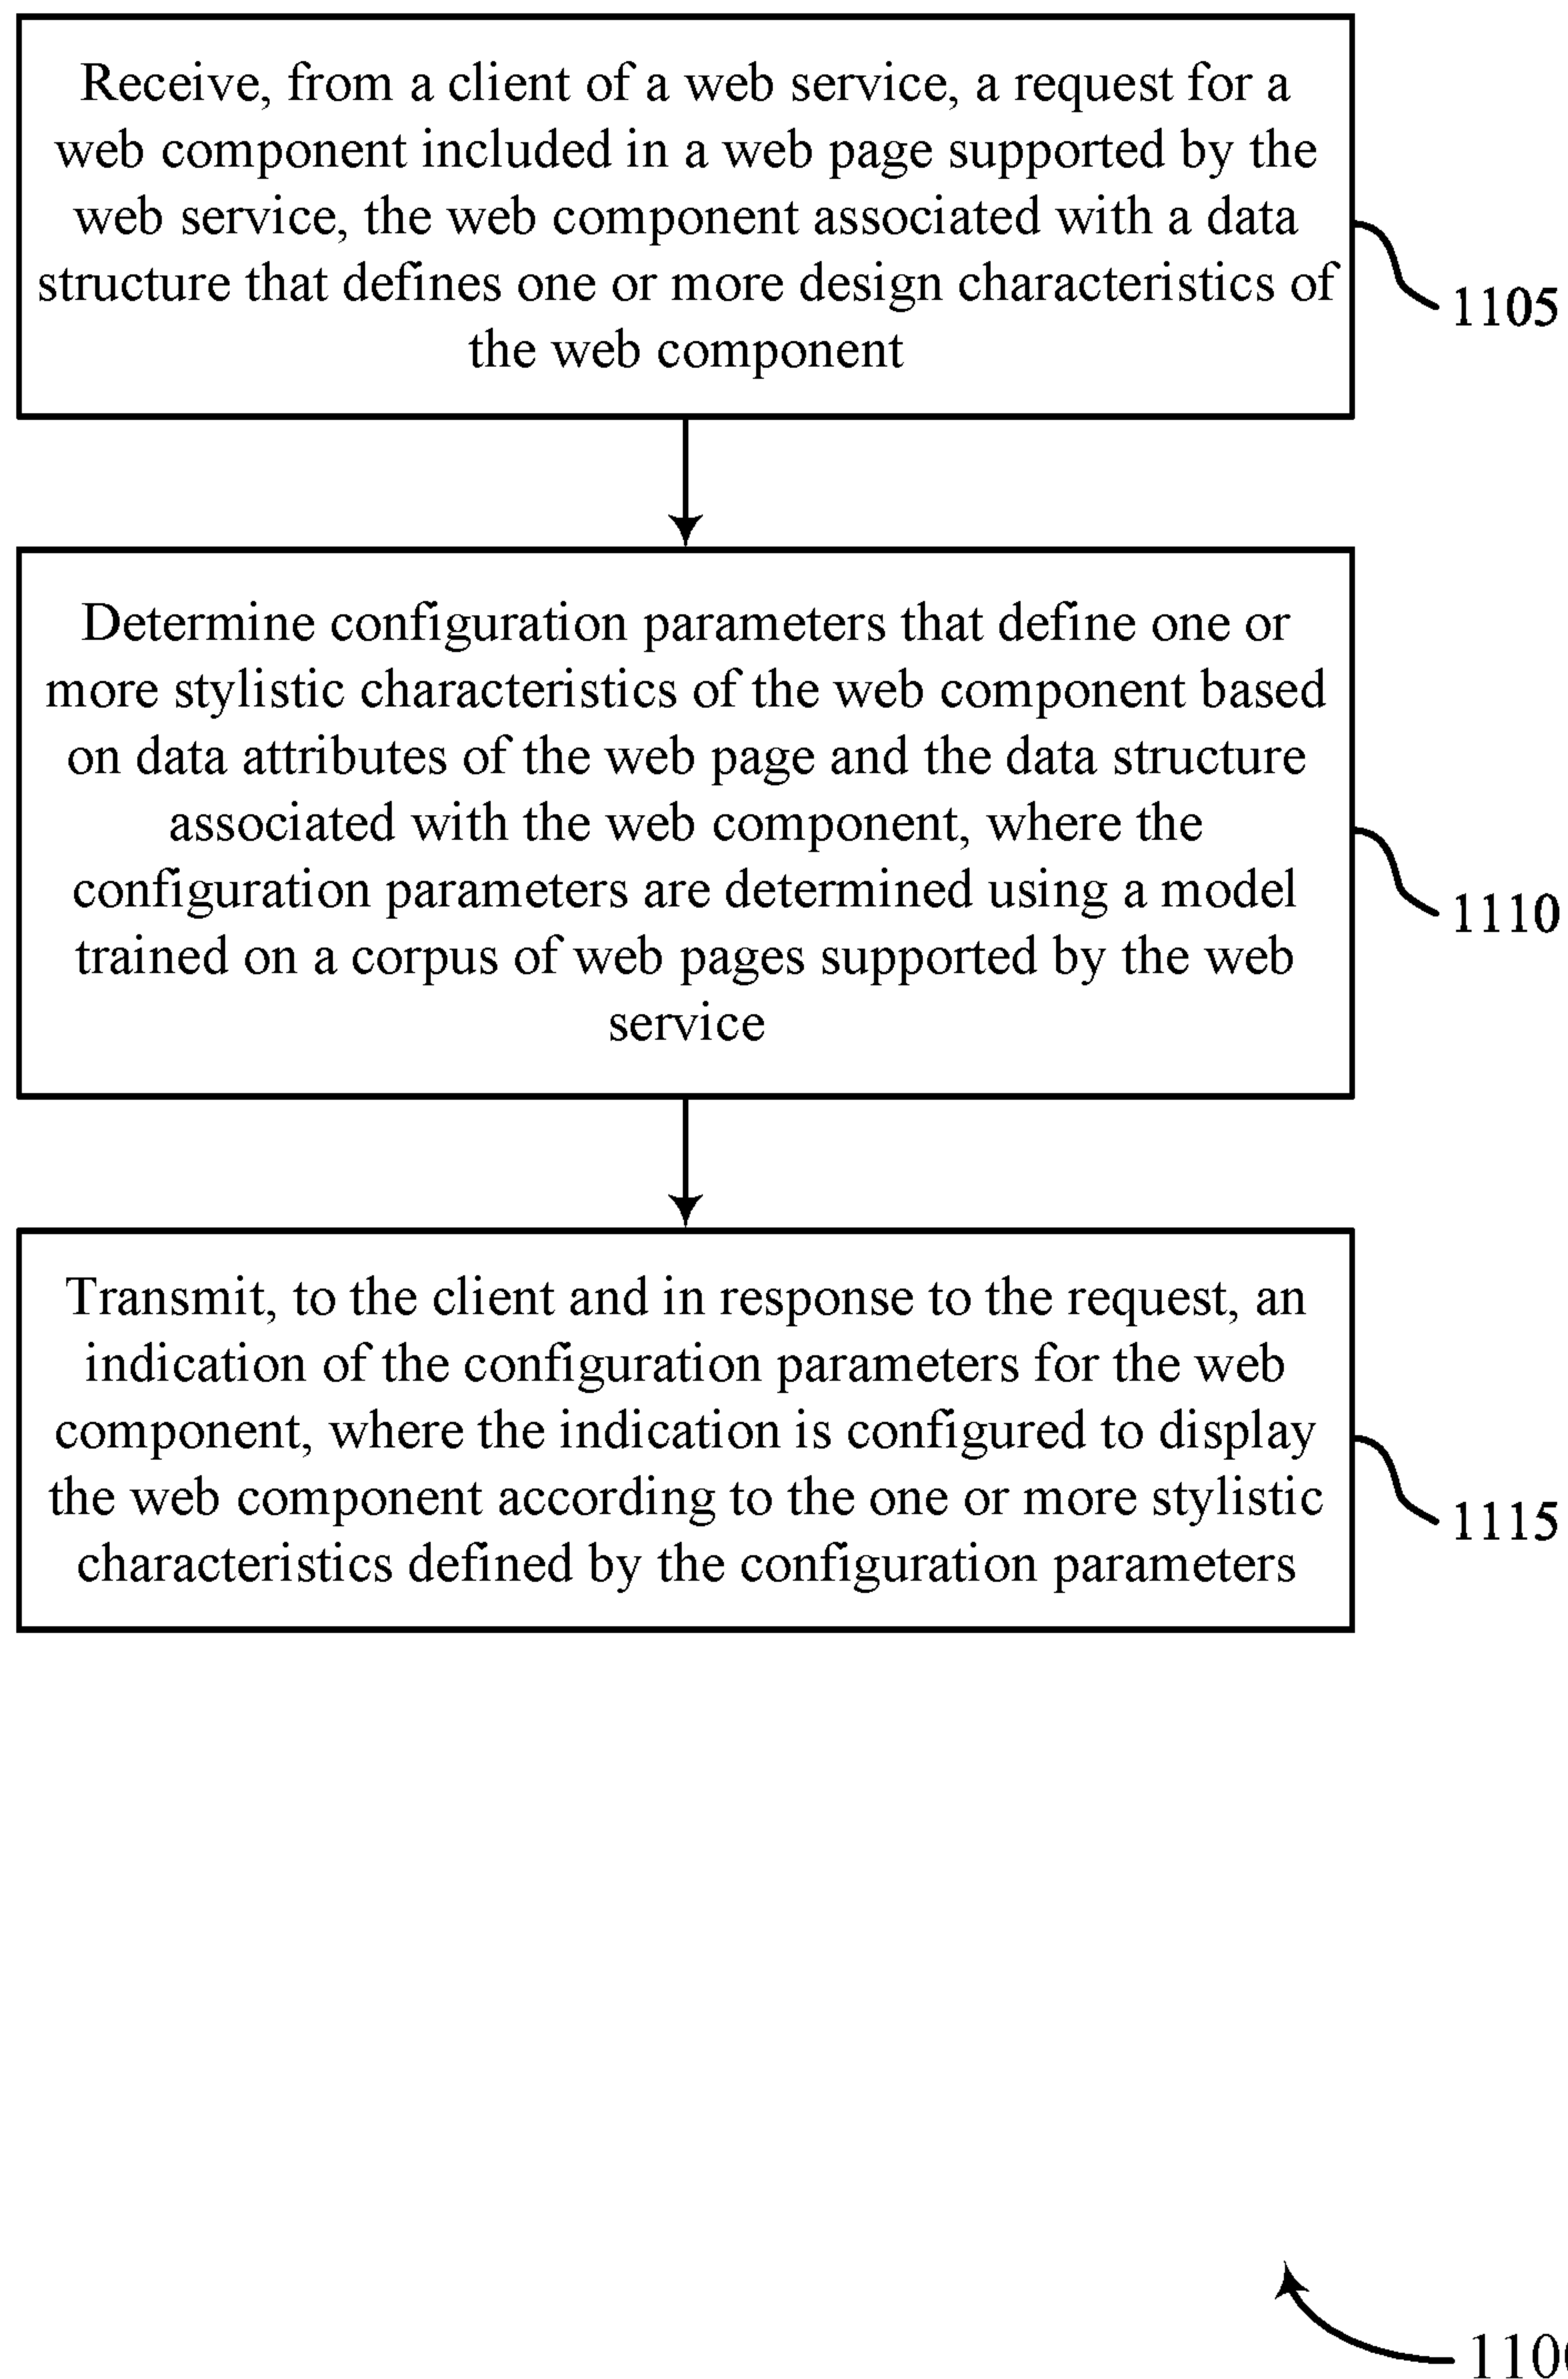 Receive, from a client of a web service, a request for a
web component included in a web page supported by the
web service, the web component associated with a data
structure that defines one or more design characteristics of
the web component
1105
Determine configuration parameters that define one or
more stylistic characteristics of the web component based
on data attributes of the web page and the data structure
associated with the web component, where the
configuration parameters are determined using a model
trained on a corpus of web pages supported by the web
service
1110
Transmit, to the client and in response to the request, an
indication of the configuration parameters for the web
component, where the indication is configured to display
the web component according to the one or more stylistic
characteristics defined by the configuration parameters
1115